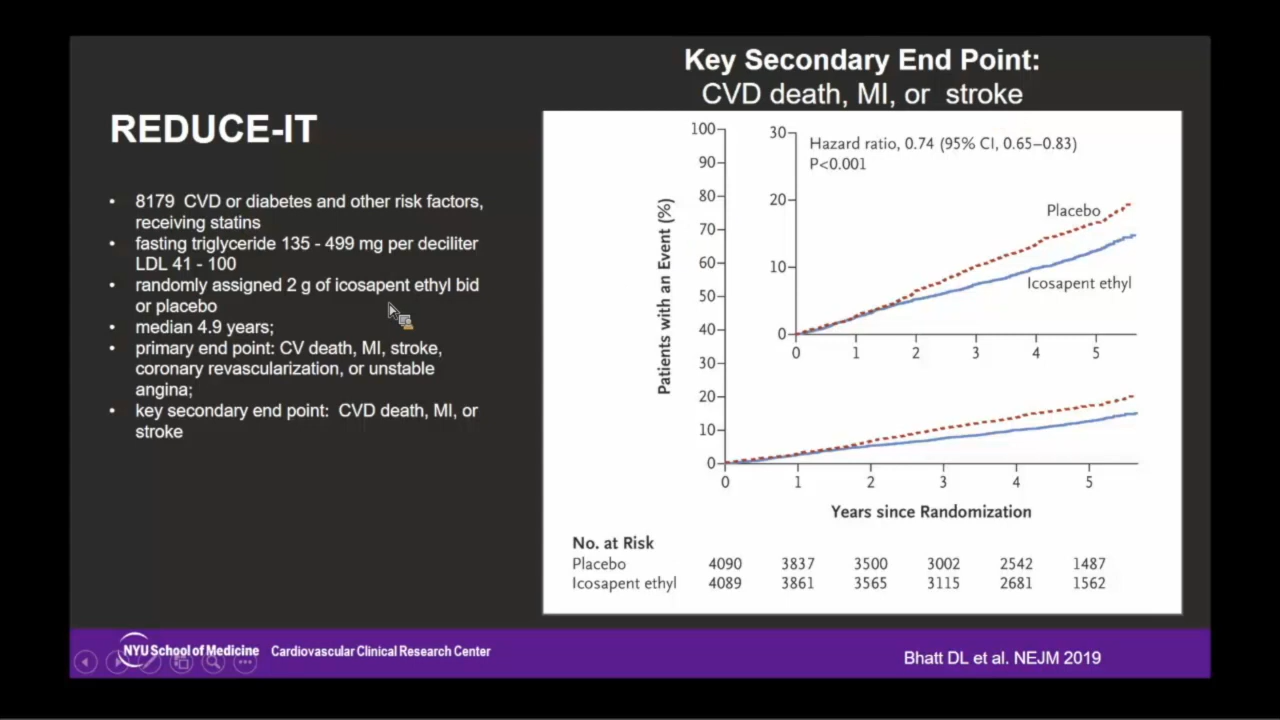 Key Secondary End Point:
CVD death, MI, or stroke
REDUCE-IT
• 8179 CVD or diabetes and other risk factors,
receiving statins
• fasting triglyceride 135 - 499 mg per deciliter
LDL 41 - 100
• randomly assigned 2 g of icosapent ethyl bid
or placebo
• median 4.9 years;
• primary end point: CV death, MI, stroke,
coronary revascularization, or unstable
angina;
• key secondary end point: CVD death, MI, or
stroke
Patients with an Event (%)
100
90
80
70
60
50
40
30
20
10
0
0 1 2 3 4 5
30
20
10
0
0 1 2 3 4 5
Hazard ratio, 0.74 (95% CI, 0.65–0.83)
P<0.001
Placebo
Icosapent ethyl
Years since Randomization
No. at Risk
Placebo 4090 3837 3500 3002 2542 1487
Icosapent ethyl 4089 3861 3565 3115 2681 1562
NYU School of Medicine Cardiovascular Clinical Research Center
Bhatt DL et al. NEJM 2019